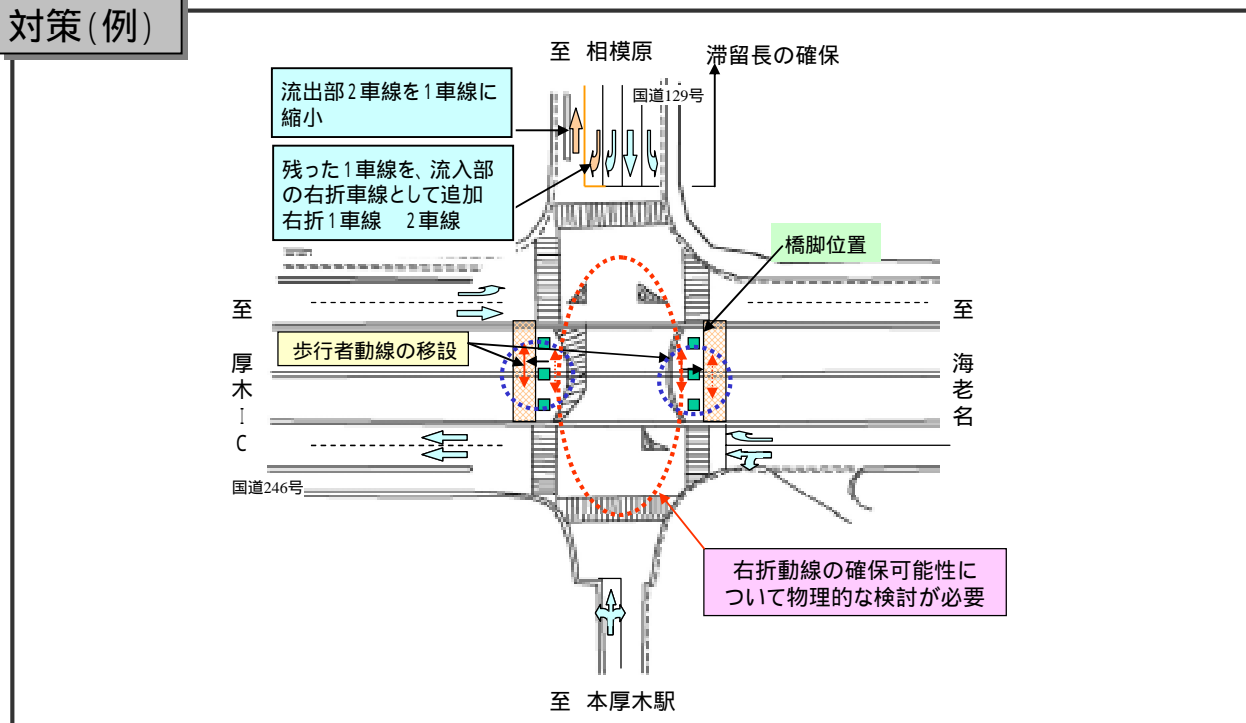 対策(例)
至 相模原
滞留長の確保
流出部2車線を1車線に
縮小
国道129号
残った1車線を、流入部
の右折車線として追加
右折1車線 2車線
橋脚位置
至 厚木IC
至 海老名
歩行者動線の移設
国道246号
右折動線の確保可能性に
ついて物理的な検討が必要
至 本厚木駅